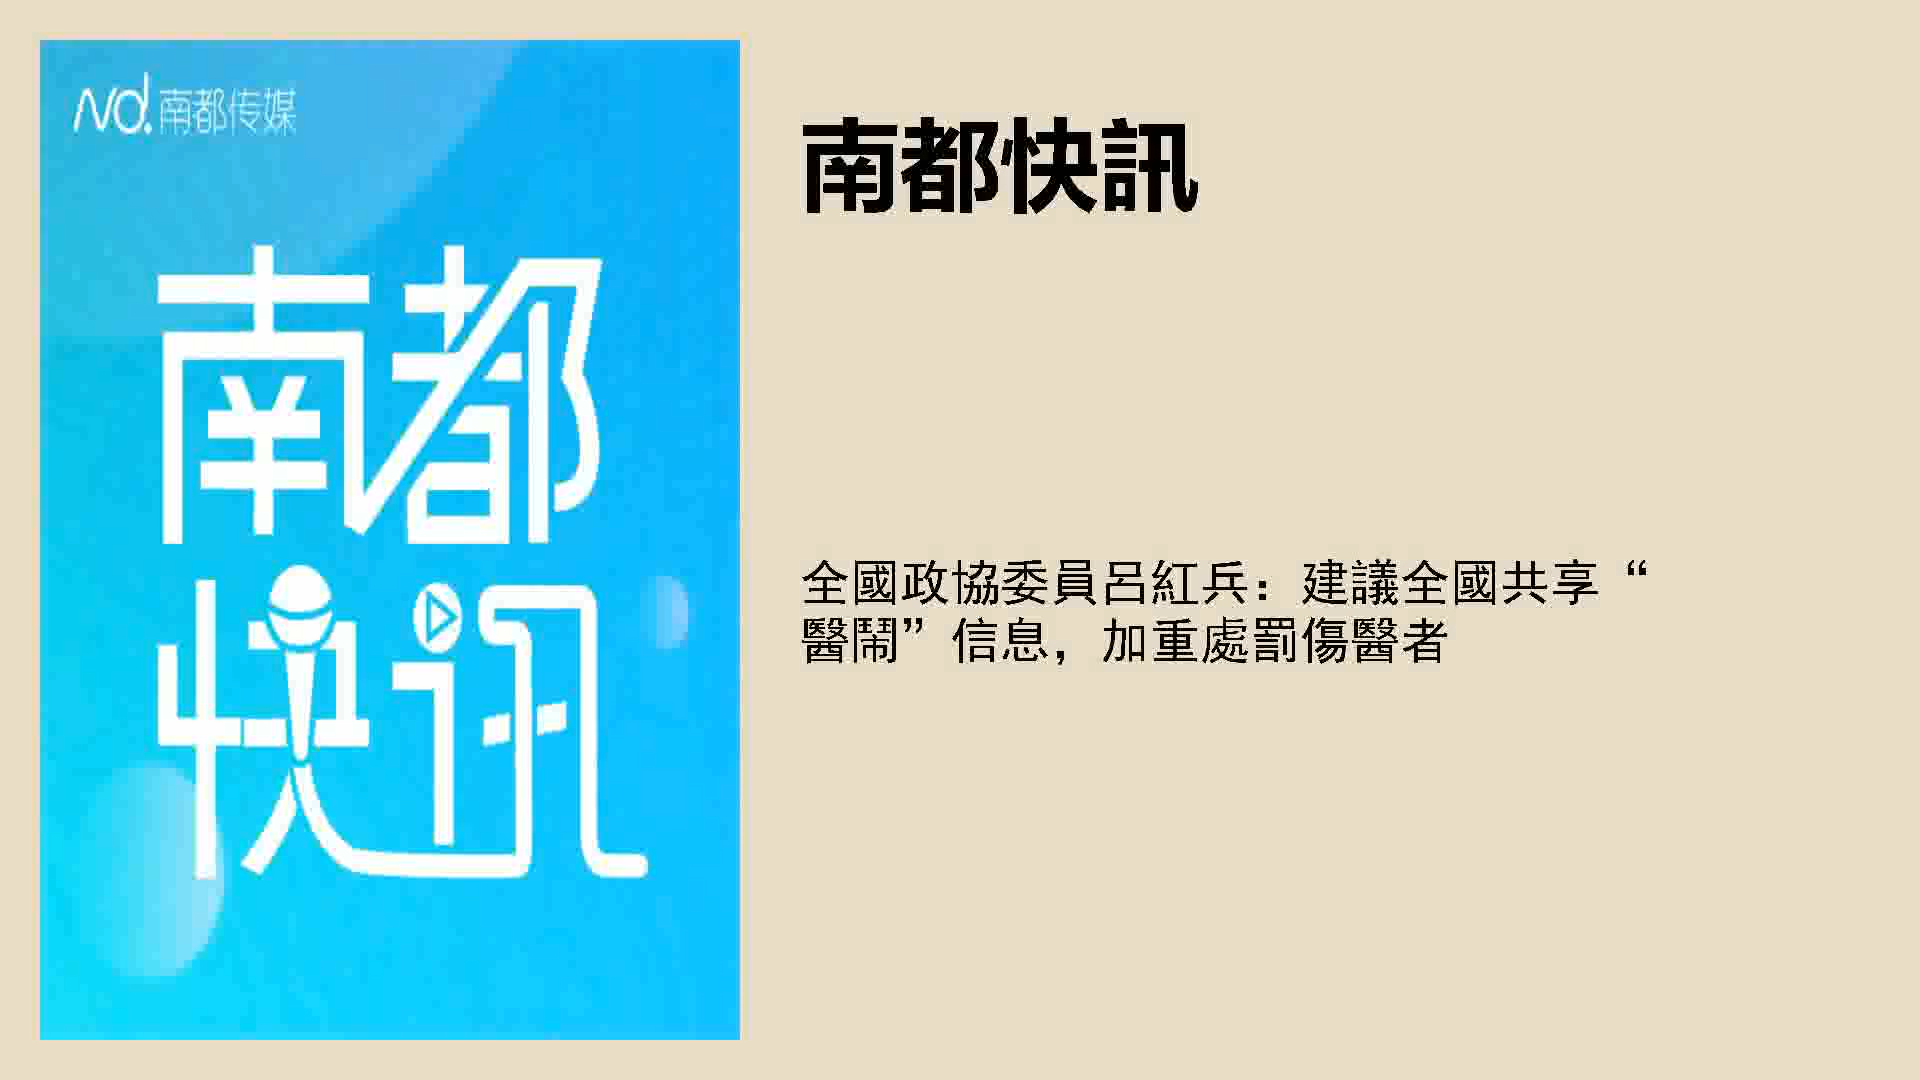 Nd.南都传媒
南都
快讯
南都快訊
全國政協委員呂紅兵：建議全國共享“
醫鬧”信息，加重處罰傷醫者